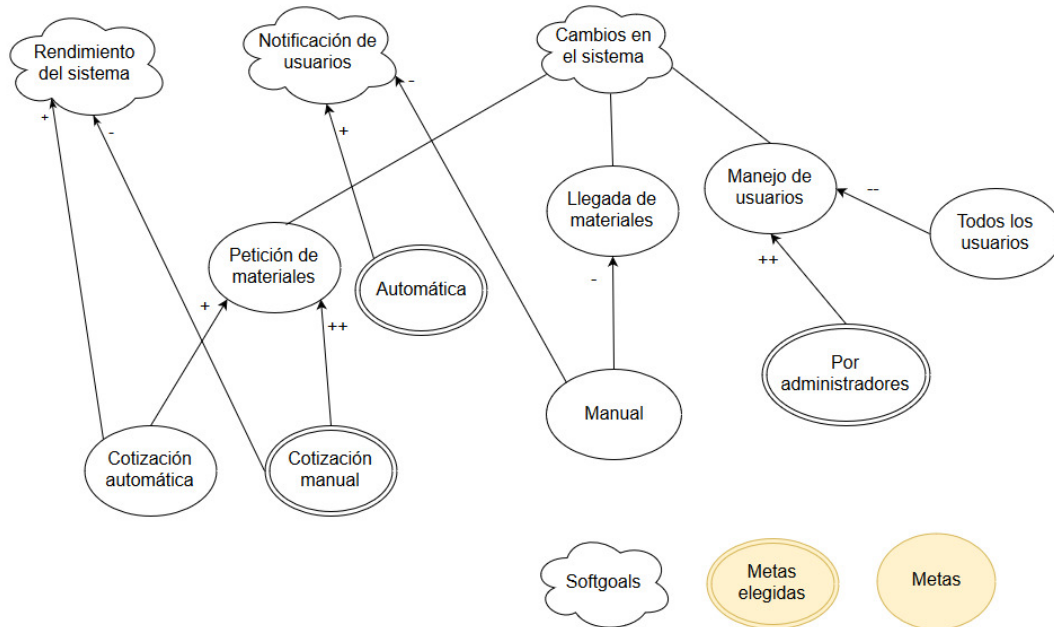 Rendimiento
del sistema
Notificación de
usuarios
Cambios en
el sistema
+
-
+
-
Petición de
materiales
Automática
Llegada de
materiales
Manejo de
usuarios
--
Todos los
usuarios
+
++
-
++
Por
administradores
Manual
Cotización
automática
Cotización
manual
Softgoals
Metas
elegidas
Metas